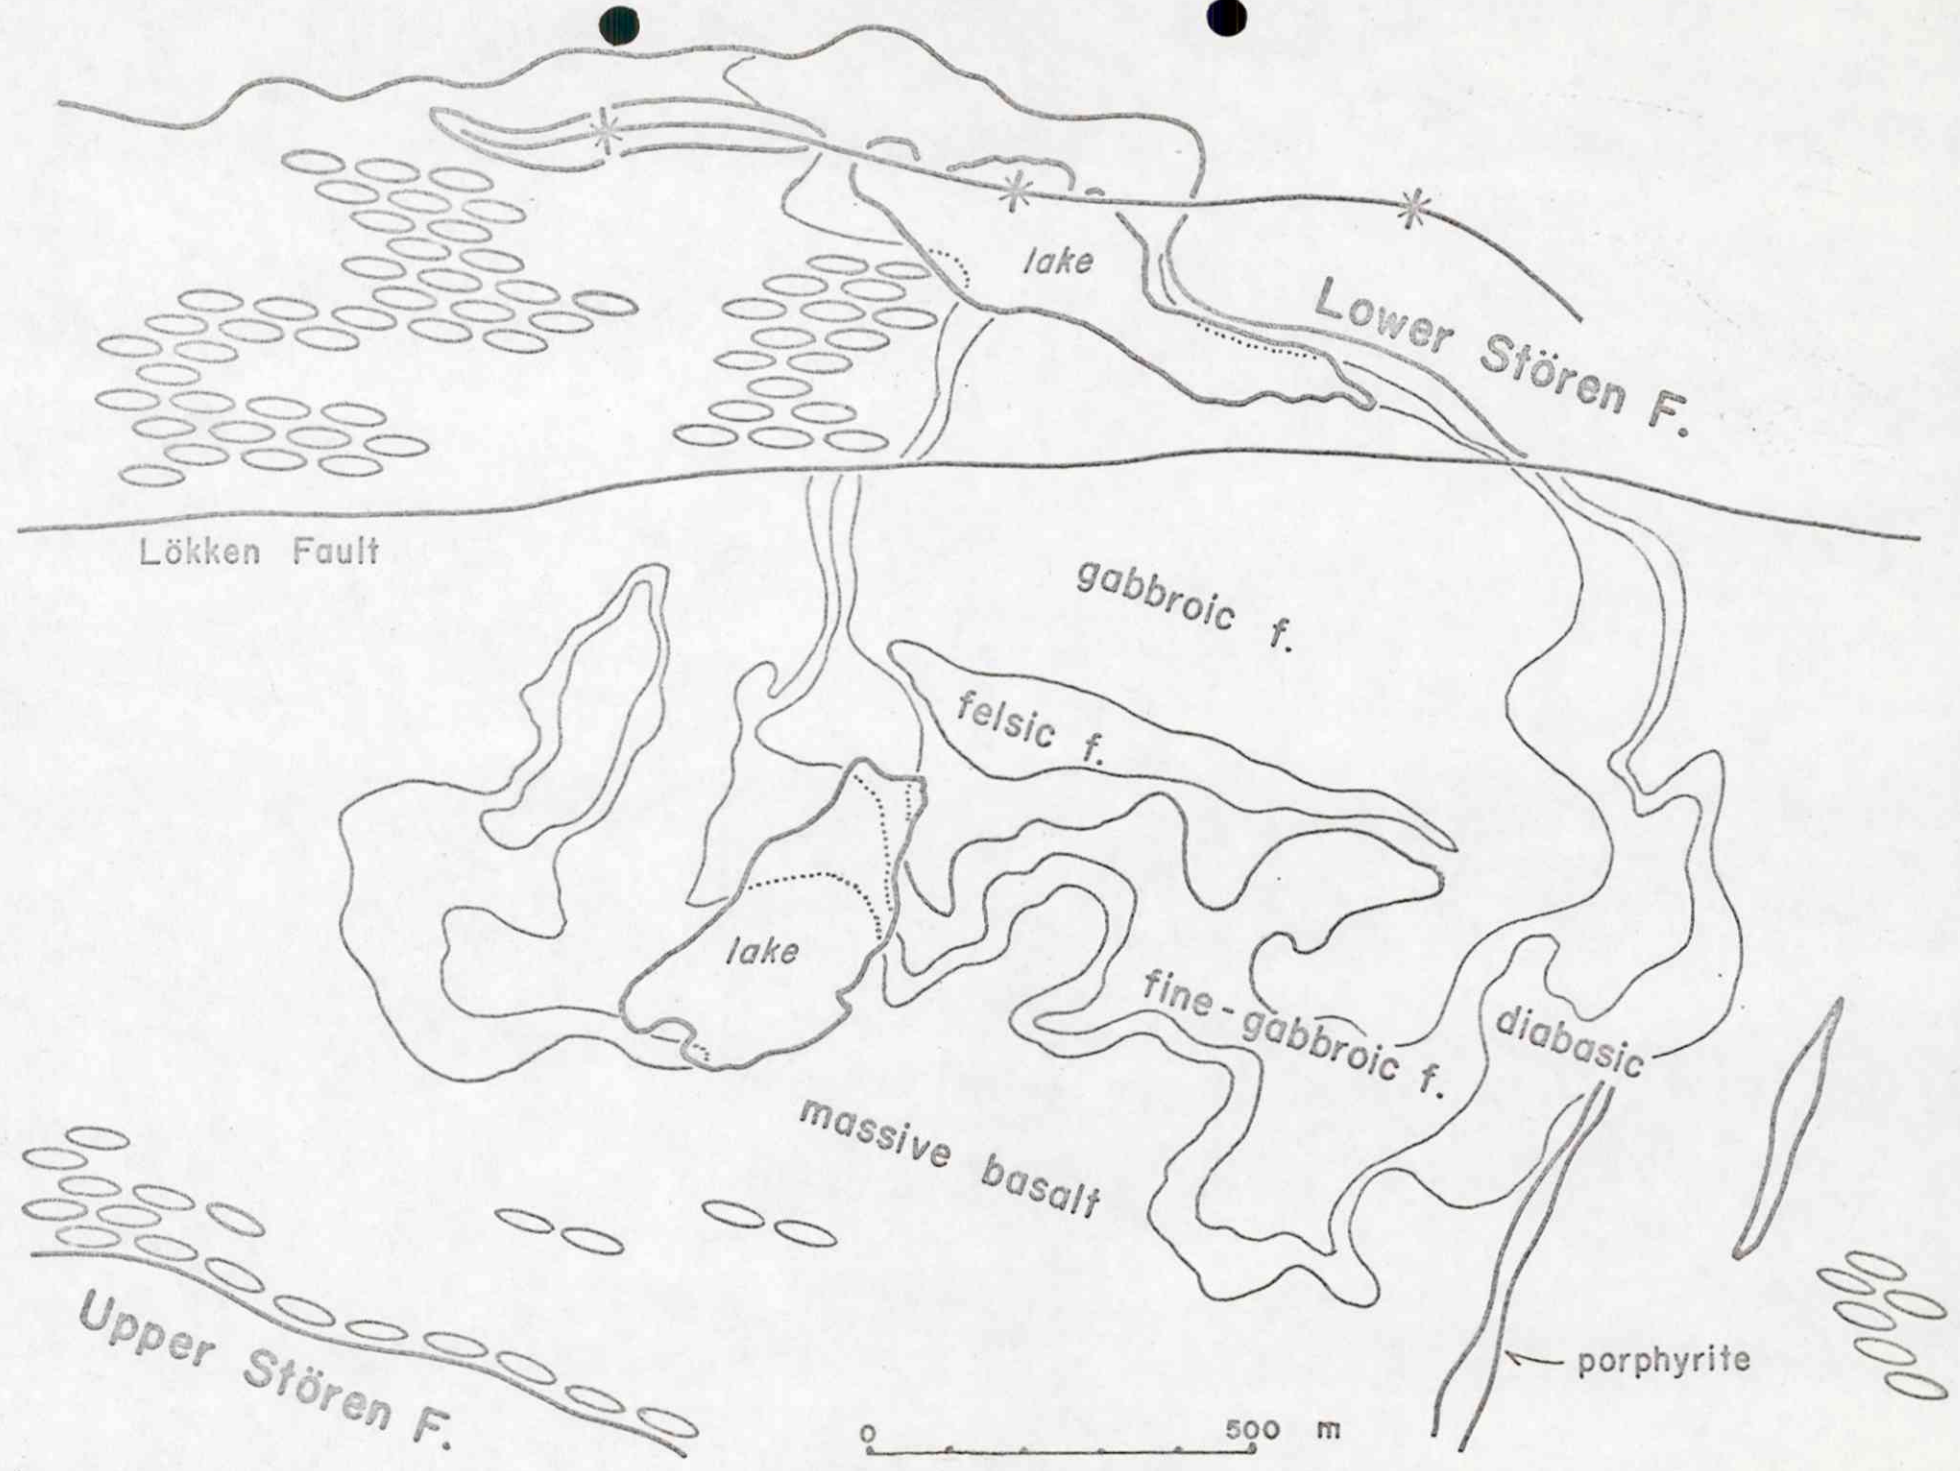 lake
Lower Stören F.
Lökken Fault
gabbroic f.
felsic f.
lake
fine-gabbroic f.
diabasic
massive basalt
Upper Stören F.
porphyrite
0 500 m